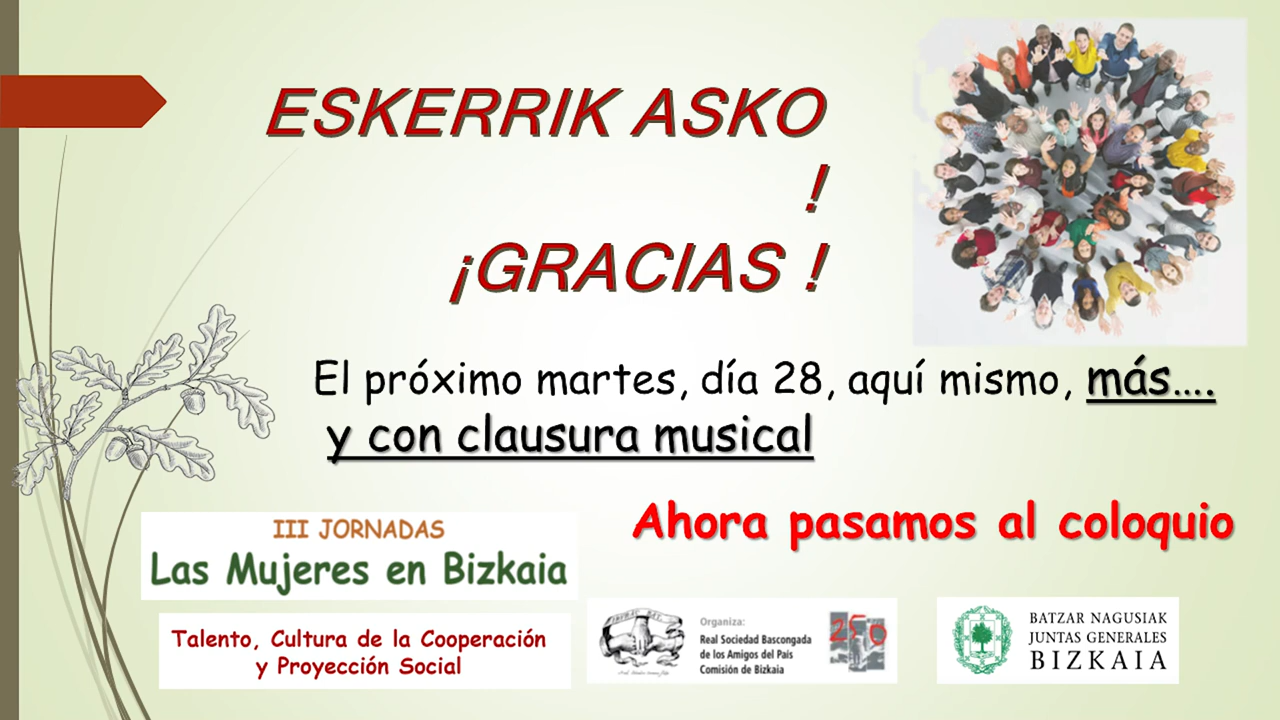 ESKERRIK ASKO
!
¡GRACIAS !
El próximo martes, día 28, aquí mismo, más....
y con clausura musical
Ahora pasamos al coloquio
III JORNADAS
Las Mujeres en Bizkaia
Talento, Cultura de la Cooperación
y Proyección Social
Organiza:
Real Sociedad Bascongada
de los Amigos del País
Comisión de Bizkaia
250
BATZAR NAGUSIAK
JUNTAS GENERALES
BIZKAIA